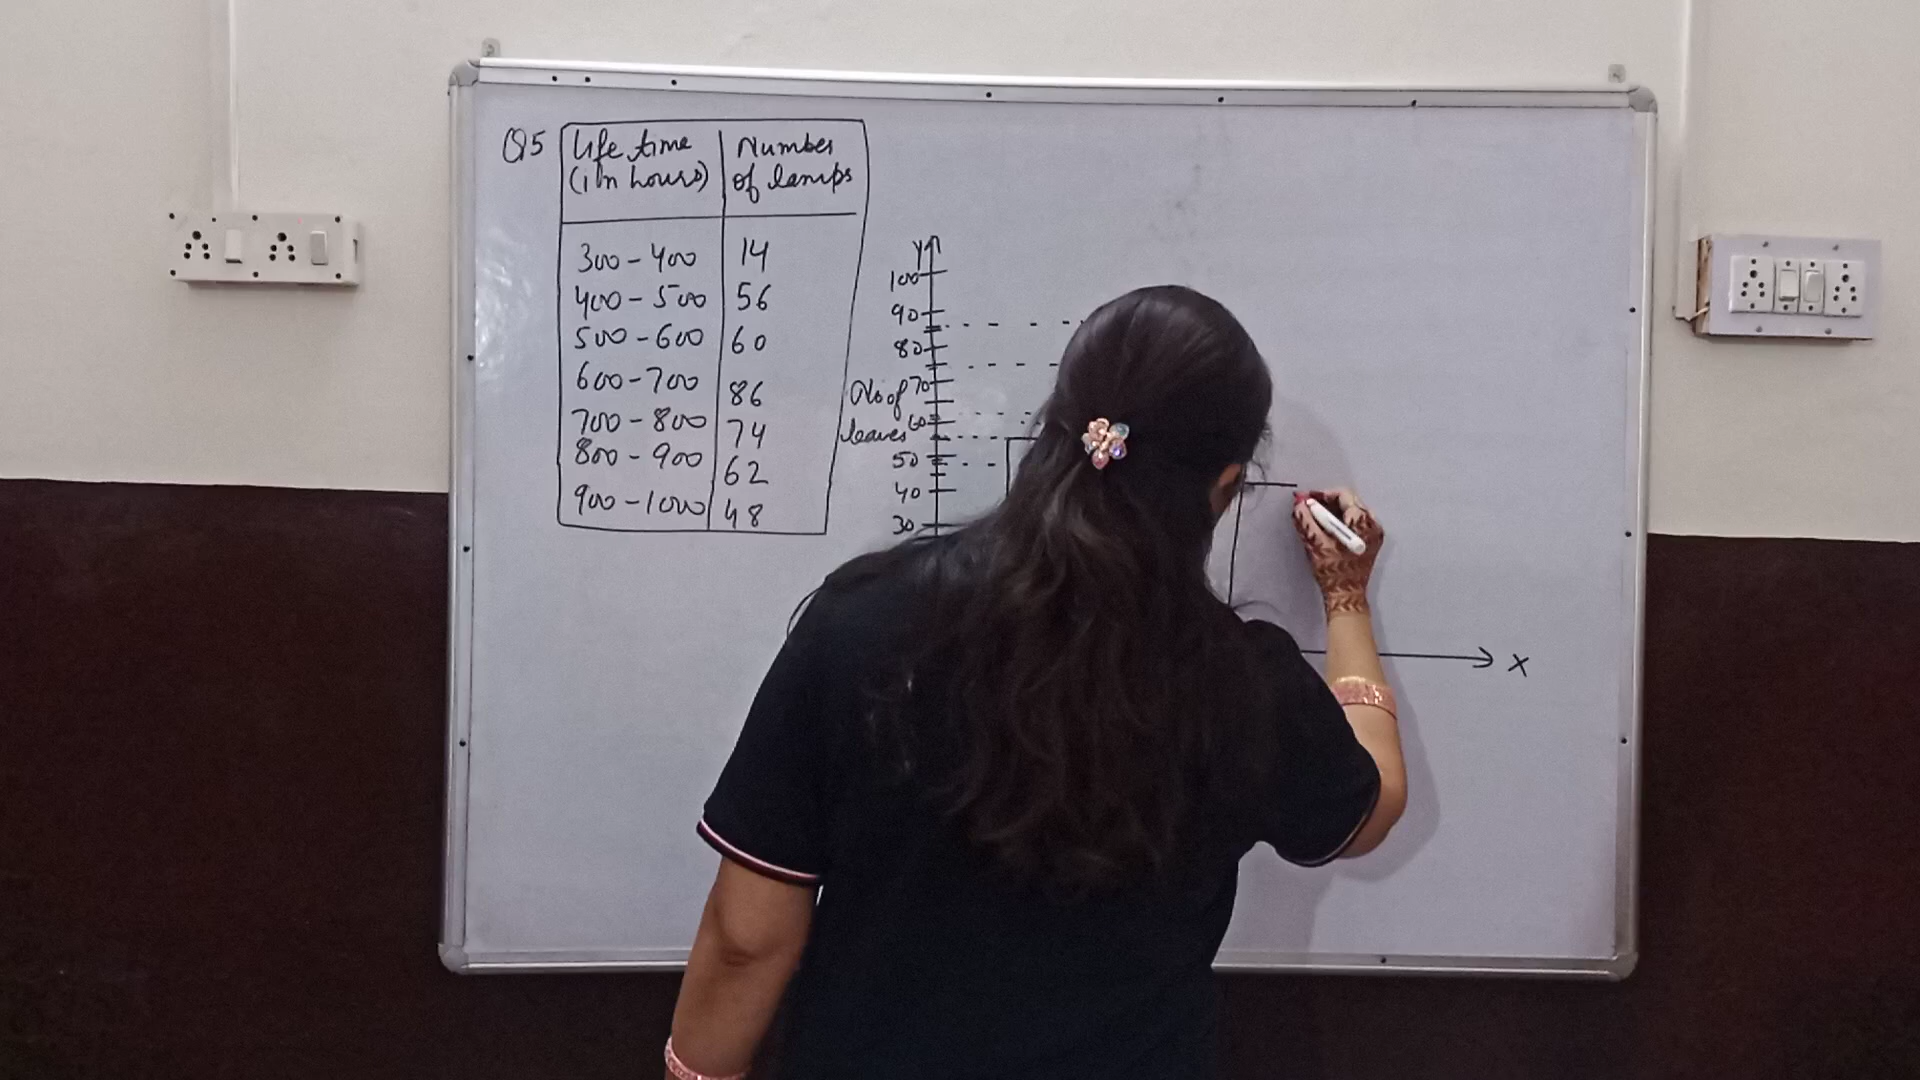 Q5
Life time
(in hours)
Number
of lamps
300 - 400 14
400 - 500 56
500 - 600 60
600 - 700 86
700 - 800 74
800 - 900 62
900 - 1000 48
Y
100
90
80
70
60
50
40
30
No of
leaves
X